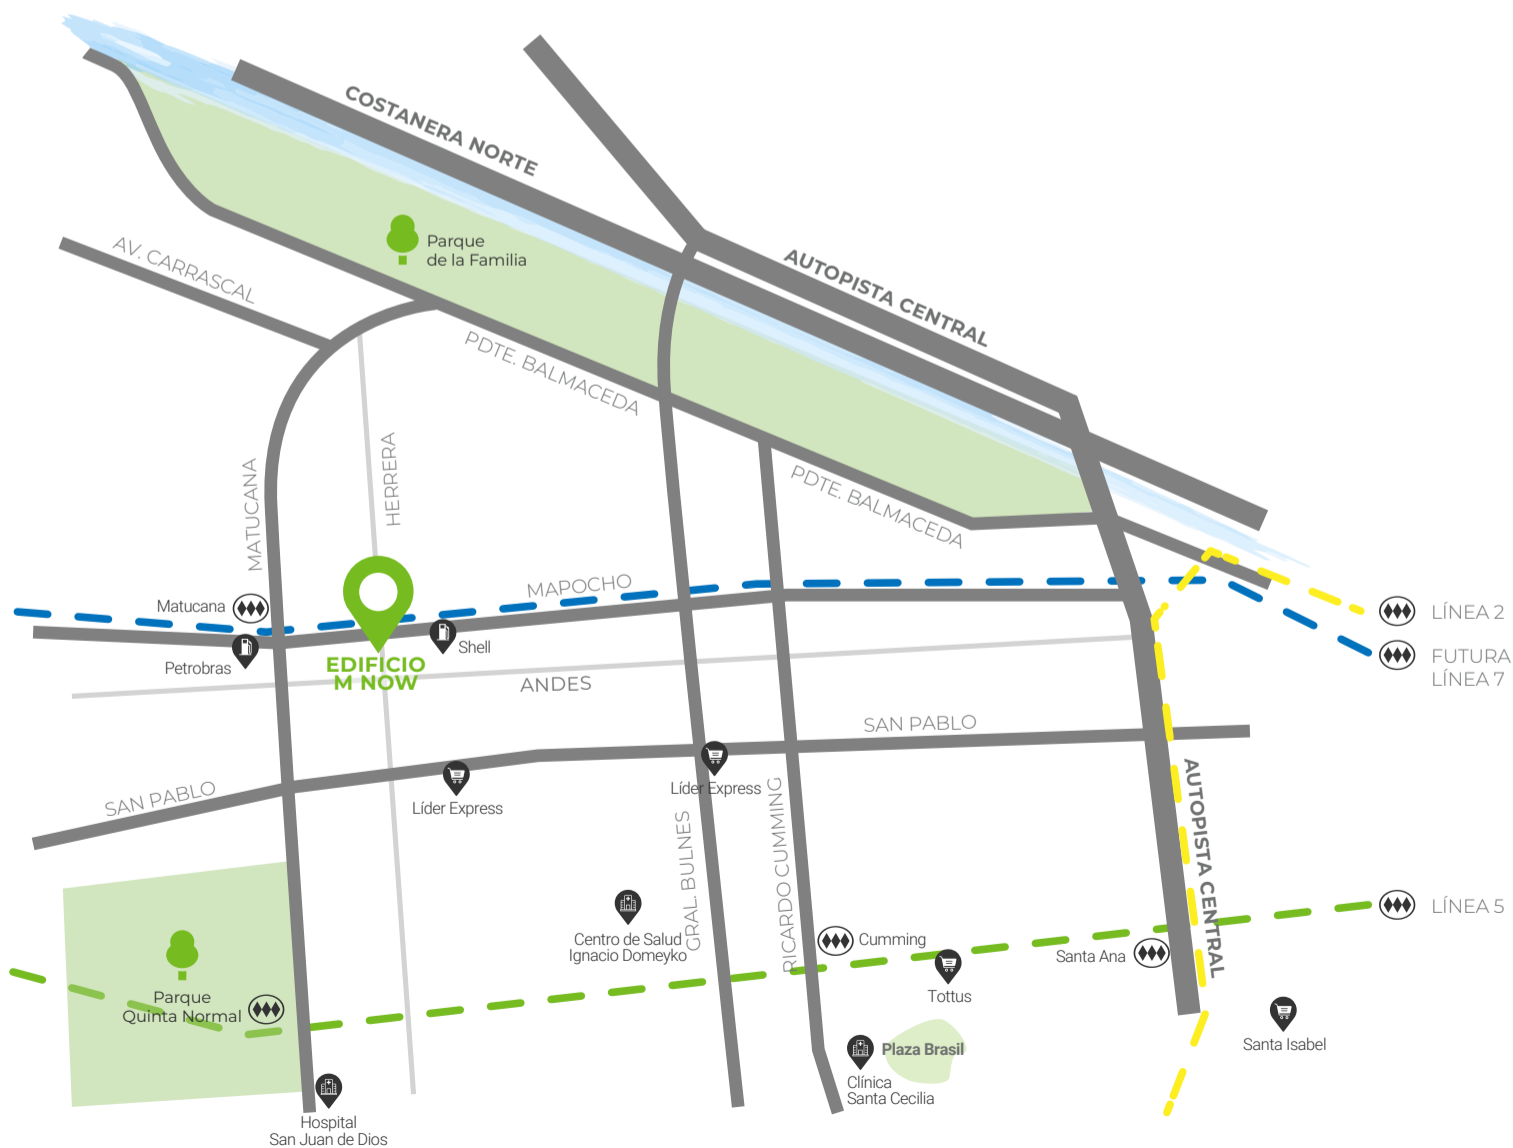 COSTANERA NORTE
AUTOPISTA CENTRAL
Parque
de la Familia
AV. CARRASCAL
PDTE. BALMACEDA
PDTE. BALMACEDA
MATUCANA
HERRERA
MAPOCHO
Matucana
Petrobras
Shell
EDIFICIO
M NOW
ANDES
LÍNEA 2
FUTURA
LÍNEA 7
SAN PABLO
SAN PABLO
Líder Express
Líder Express
GRAL. BULNES
RICARDO CUMMING
AUTOPISTA CENTRAL
LÍNEA 5
Centro de Salud
Ignacio Domeyko
Cumming
Santa Ana
Tottus
Parque
Quinta Normal
Santa Isabel
Plaza Brasil
Clínica
Santa Cecilia
Hospital
San Juan de Dios